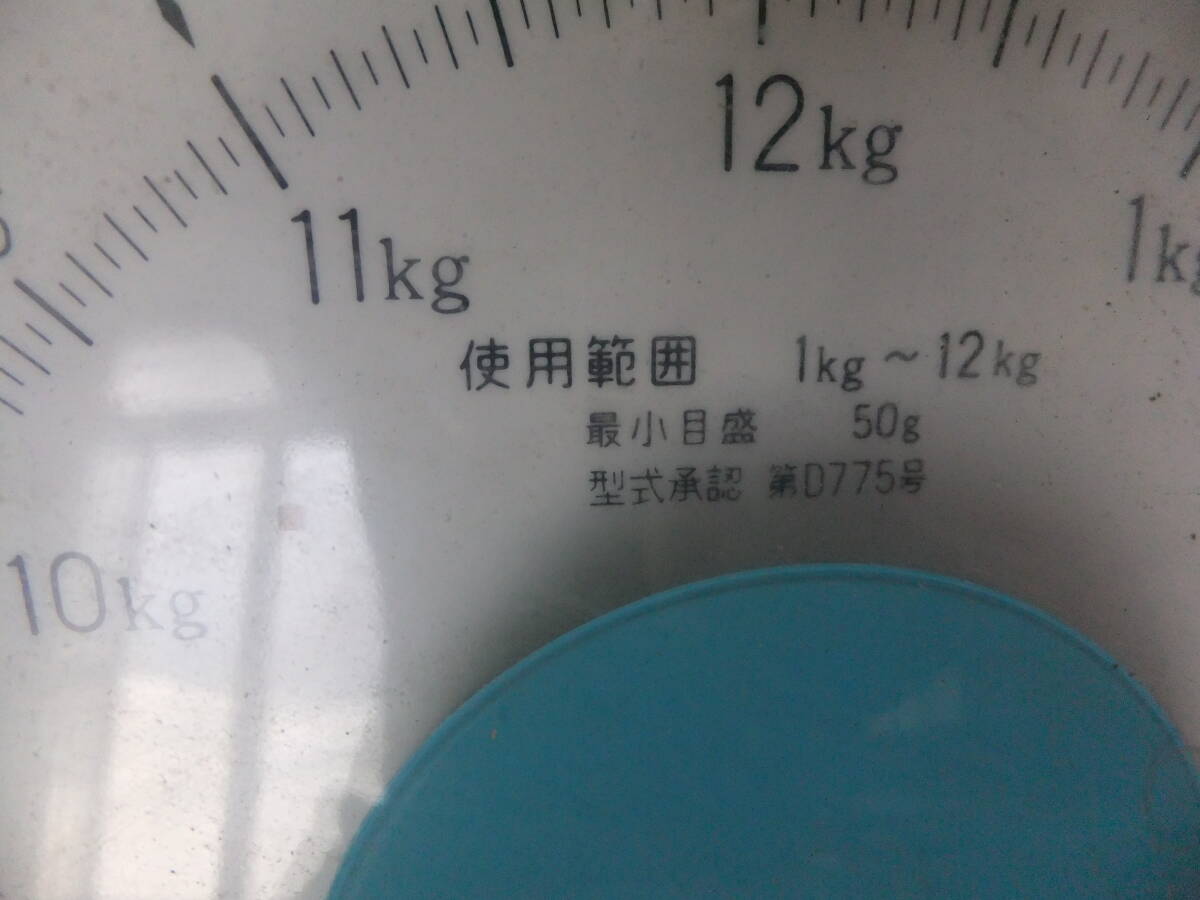 12kg
11kg
1kg
使用範囲 1kg~12kg
最小目盛 50g
型式承認 第D775号
10kg